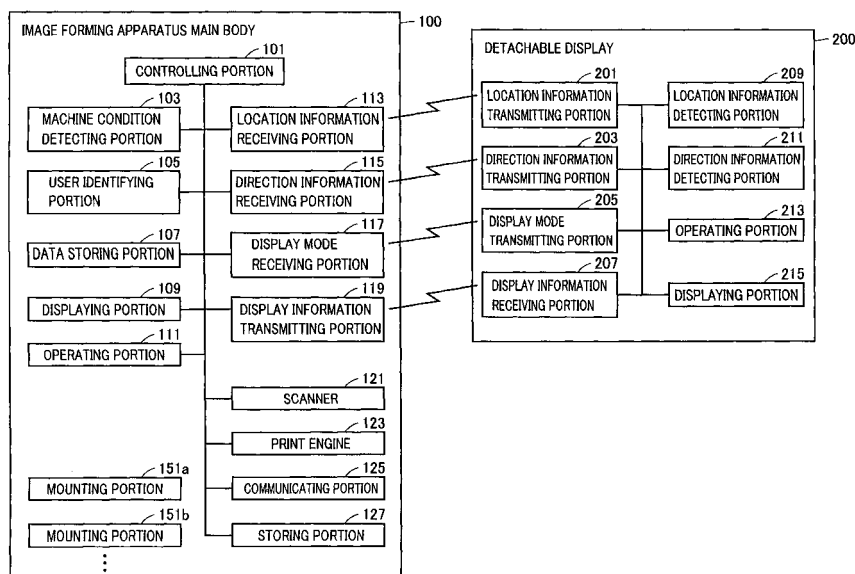 IMAGE FORMING APPARATUS MAIN BODY
100
101
CONTROLLING PORTION
103
MACHINE CONDITION
DETECTING PORTION
105
USER IDENTIFYING
PORTION
107
DATA STORING PORTION
109
DISPLAYING PORTION
111
OPERATING PORTION
113
LOCATION INFORMATION
RECEIVING PORTION
115
DIRECTION INFORMATION
RECEIVING PORTION
117
DISPLAY MODE
RECEIVING PORTION
119
DISPLAY INFORMATION
TRANSMITTING PORTION
121
SCANNER
123
PRINT ENGINE
125
COMMUNICATING PORTION
127
STORING PORTION
151a
MOUNTING PORTION
151b
MOUNTING PORTION
DETACHABLE DISPLAY
200
201
LOCATION INFORMATION
TRANSMITTING PORTION
203
DIRECTION INFORMATION
TRANSMITTING PORTION
205
DISPLAY MODE
TRANSMITTING PORTION
207
DISPLAY INFORMATION
RECEIVING PORTION
209
LOCATION INFORMATION
DETECTING PORTION
211
DIRECTION INFORMATION
DETECTING PORTION
213
OPERATING PORTION
215
DISPLAYING PORTION